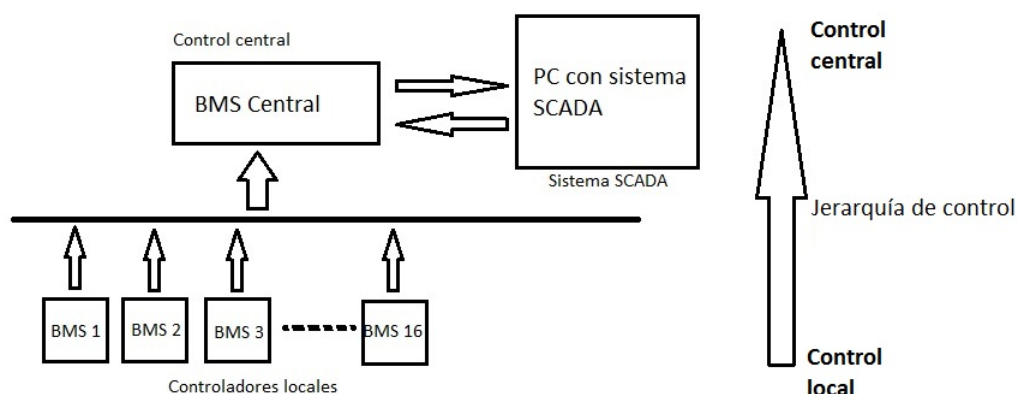 Control central
BMS Central
PC con sistema
SCADA
Sistema SCADA
BMS 1
BMS 2
BMS 3
BMS 16
Controladores locales
Control
central
Jerarquía de control
Control
local